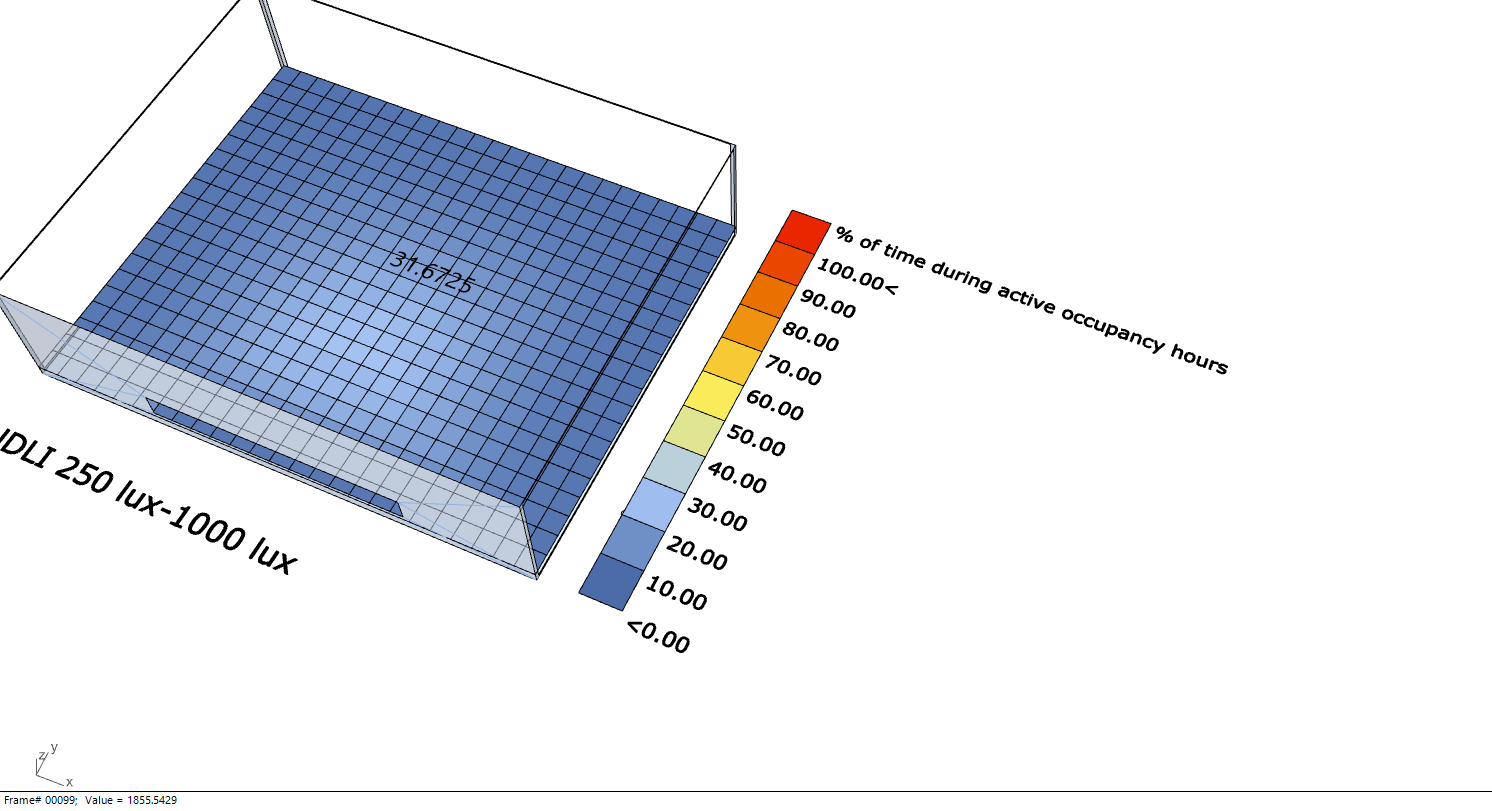 31.6725
% of time during active occupancy hours
100.00<
90.00
80.00
70.00
60.00
50.00
40.00
30.00
20.00
10.00
<0.00
250 lux-1000 lux
z
y
x
Frame# 00099; Value = 1855.5429